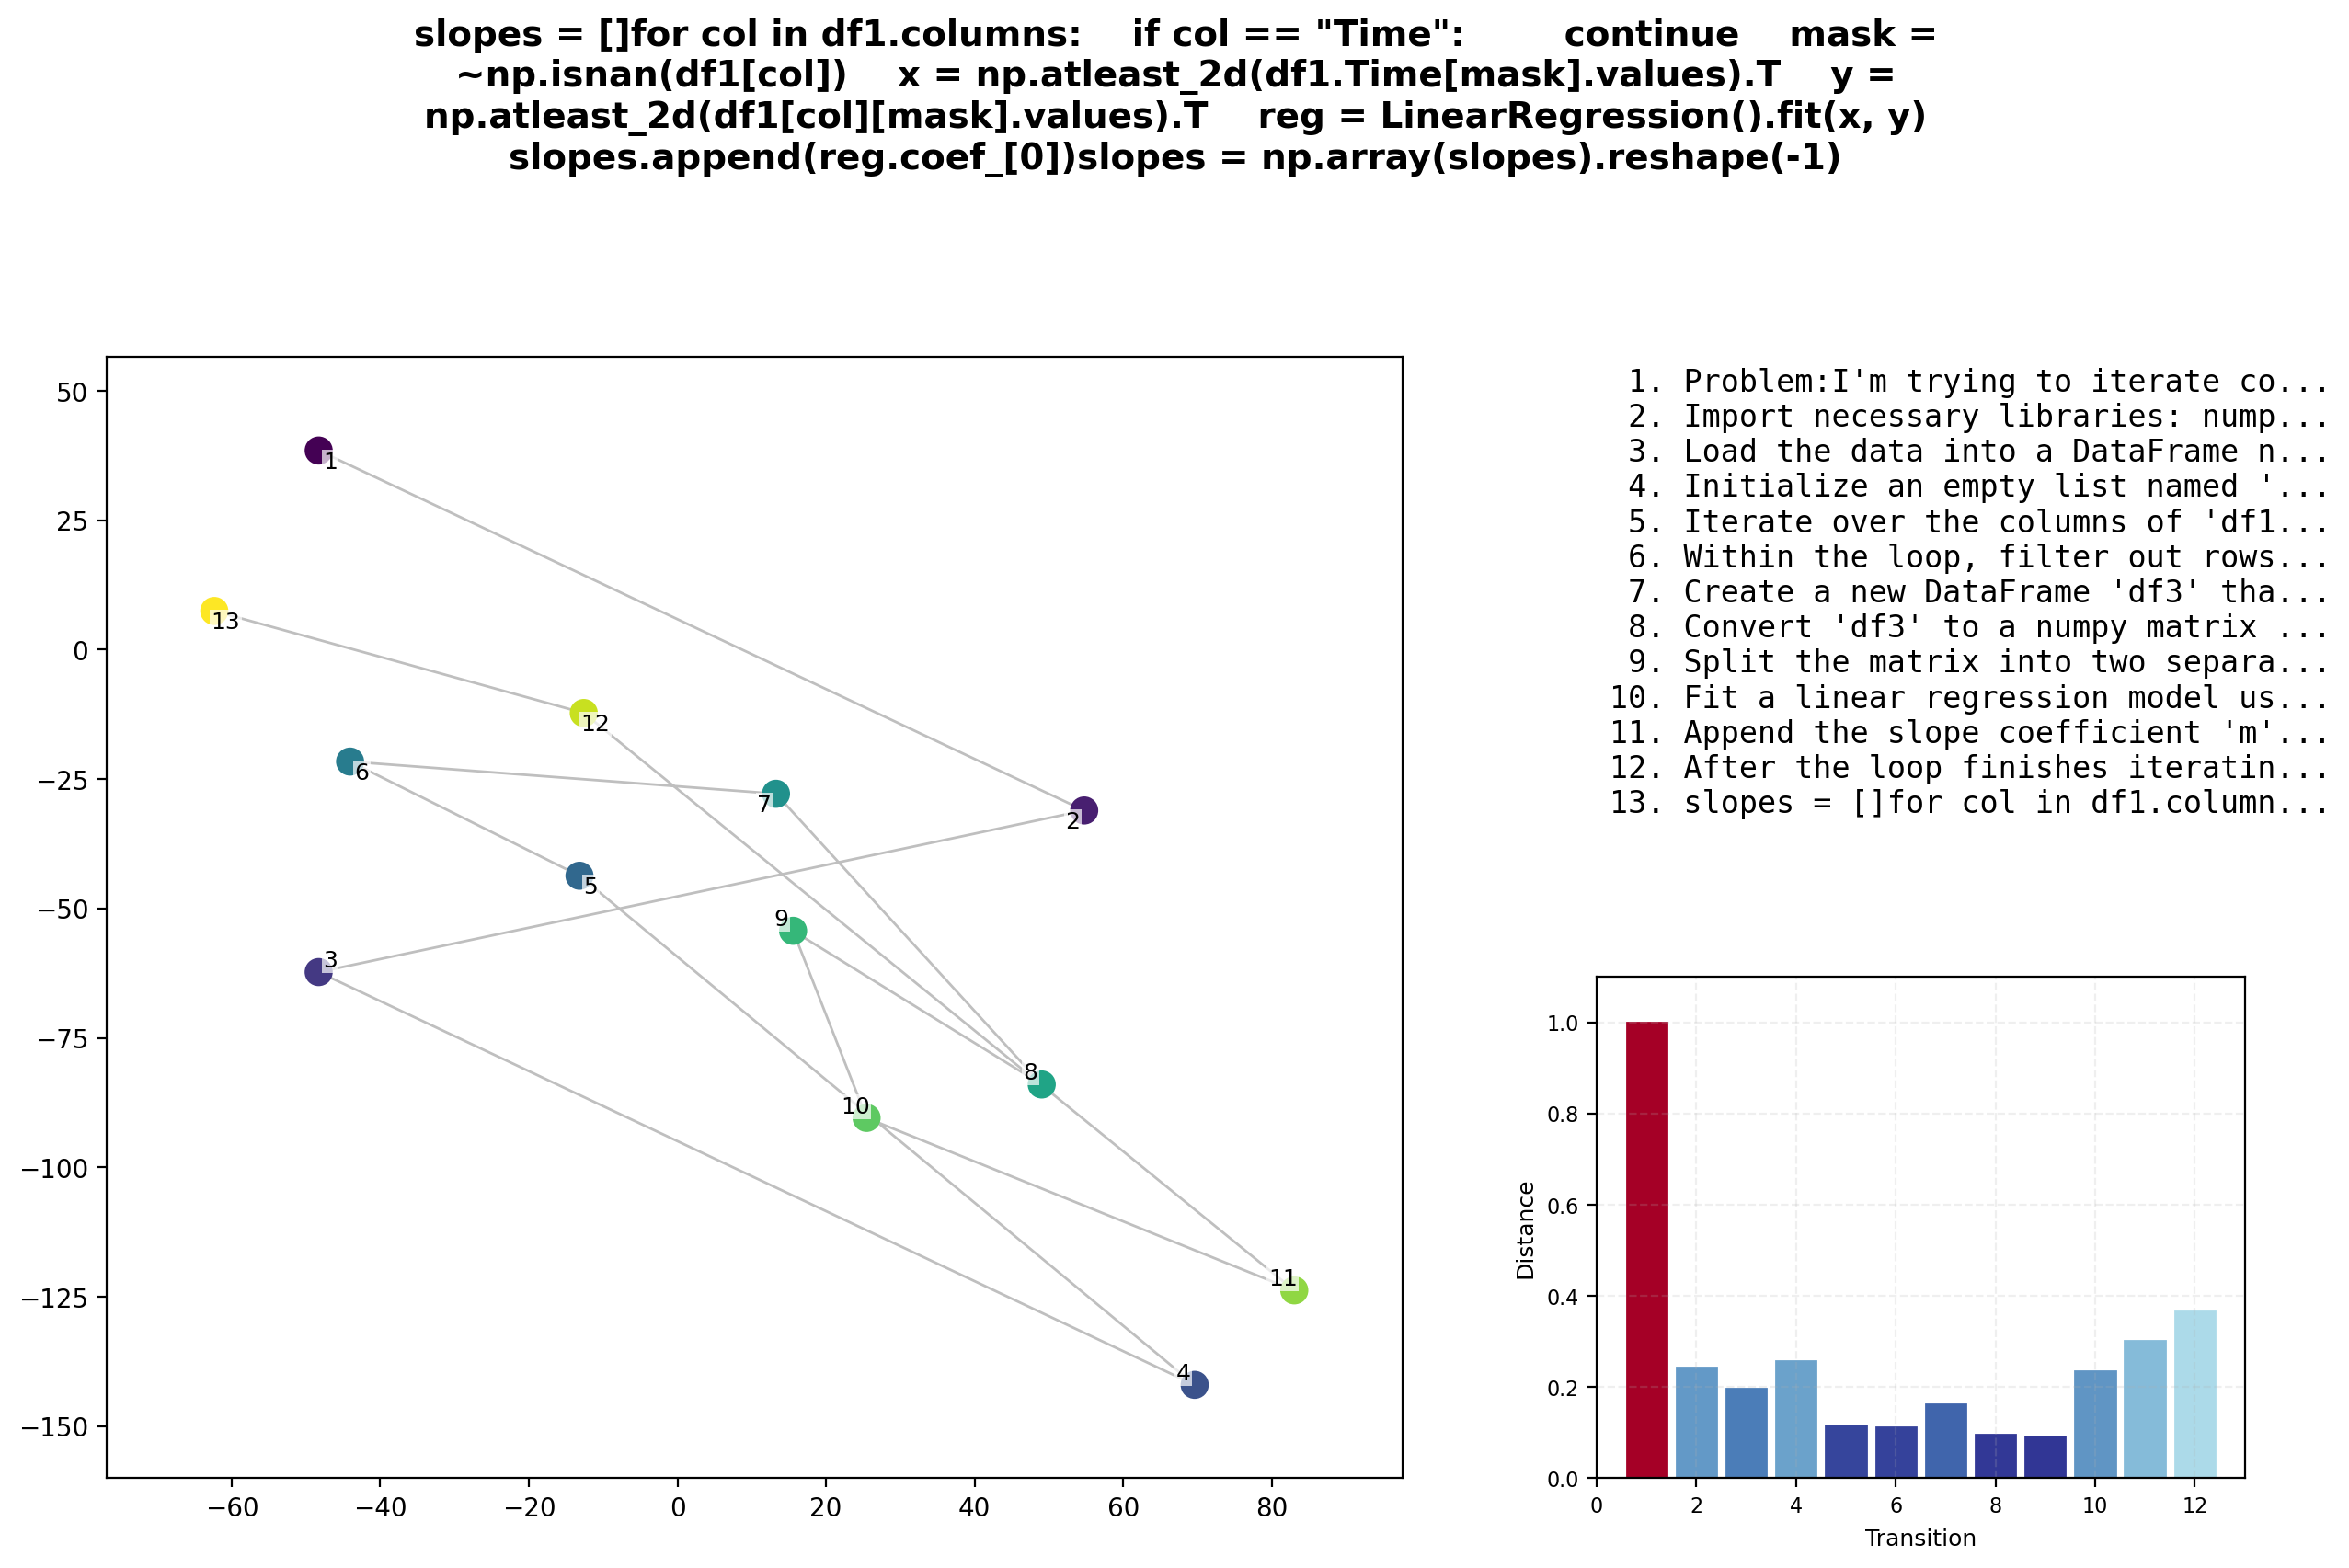 slopes = []for col in df1.columns:    if col == "Time":        continue    mask =
~np.isnan(df1[col])    x = np.atleast_2d(df1.Time[mask].values).T    y =
np.atleast_2d(df1[col][mask].values).T    reg = LinearRegression().fit(x, y)
slopes.append(reg.coef_[0])slopes = np.array(slopes).reshape(-1)
50
25
0
−25
−50
−75
−100
−125
−150
−60
−40
−20
0
20
40
60
80
1
13
12
6
7
2
5
9
3
8
10
11
4
1. Problem:I'm trying to iterate co...
2. Import necessary libraries: nump...
3. Load the data into a DataFrame n...
4. Initialize an empty list named '...
5. Iterate over the columns of 'df1...
6. Within the loop, filter out rows...
7. Create a new DataFrame 'df3' tha...
8. Convert 'df3' to a numpy matrix ...
9. Split the matrix into two separa...
10. Fit a linear regression model us...
11. Append the slope coefficient 'm'...
12. After the loop finishes iteratin...
13. slopes = []for col in df1.column...
Distance
1.0
0.8
0.6
0.4
0.2
0.0
0
2
4
6
8
10
12
Transition